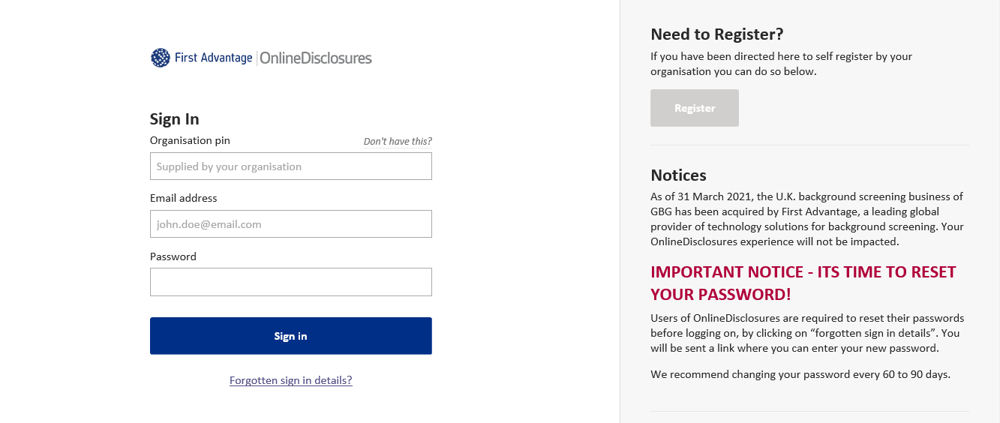 First Advantage OnlineDisclosures
Sign In
Organisation pin Don't have this?
Supplied by your organisation
Email address
john.doe@email.com
Password
Sign in
Forgotten sign in details?
Need to Register?
If you have been directed here to self register by your
organisation you can do so below.
Register
Notices
As of 31 March 2021, the U.K. background screening business of
GBG has been acquired by First Advantage, a leading global
provider of technology solutions for background screening. Your
OnlineDisclosures experience will not be impacted.
IMPORTANT NOTICE - ITS TIME TO RESET
YOUR PASSWORD!
Users of OnlineDisclosures are required to reset their passwords
before logging on, by clicking on “forgotten sign in details”. You
will be sent a link where you can enter your new password.
We recommend changing your password every 60 to 90 days.